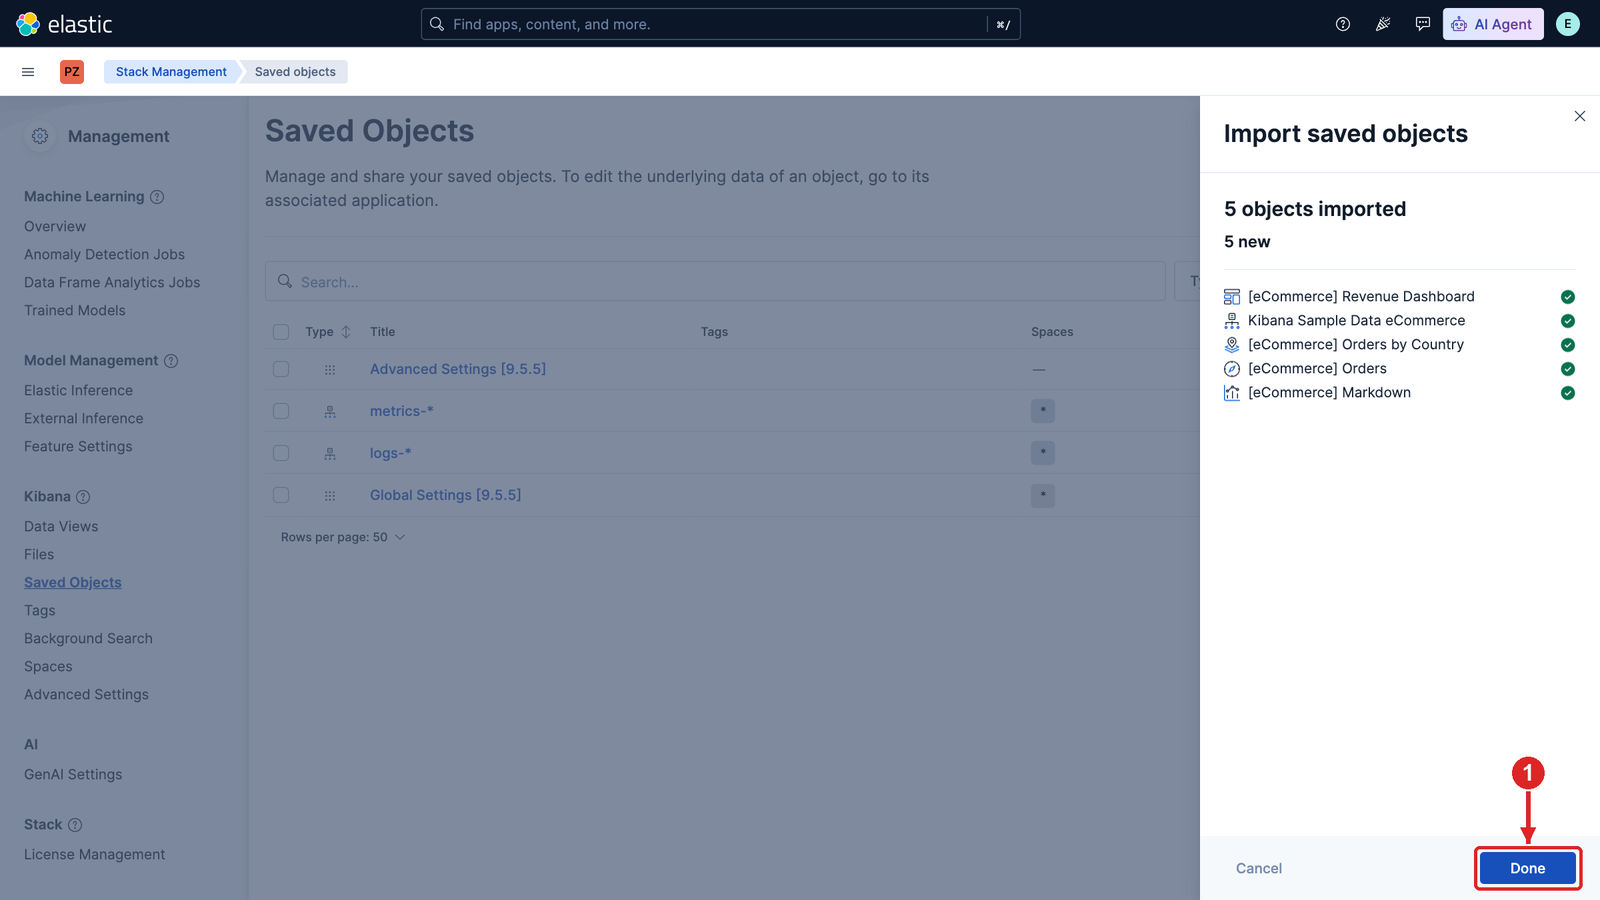 elastic
Find apps, content, and more.
⌘/
AI Agent
E
PZ
Stack Management
Saved objects
Management
Machine Learning
Overview
Anomaly Detection Jobs
Data Frame Analytics Jobs
Trained Models
Model Management
Elastic Inference
External Inference
Feature Settings
Kibana
Data Views
Files
Saved Objects
Tags
Background Search
Spaces
Advanced Settings
AI
GenAI Settings
Stack
License Management
Saved Objects
Manage and share your saved objects. To edit the underlying data of an object, go to its
associated application.
Search...
Type Title Tags Spaces
Advanced Settings [9.5.5] —
metrics-* *
logs-* *
Global Settings [9.5.5] *
Rows per page: 50
Import saved objects
5 objects imported
5 new
[eCommerce] Revenue Dashboard
Kibana Sample Data eCommerce
[eCommerce] Orders by Country
[eCommerce] Orders
[eCommerce] Markdown
1
Cancel
Done